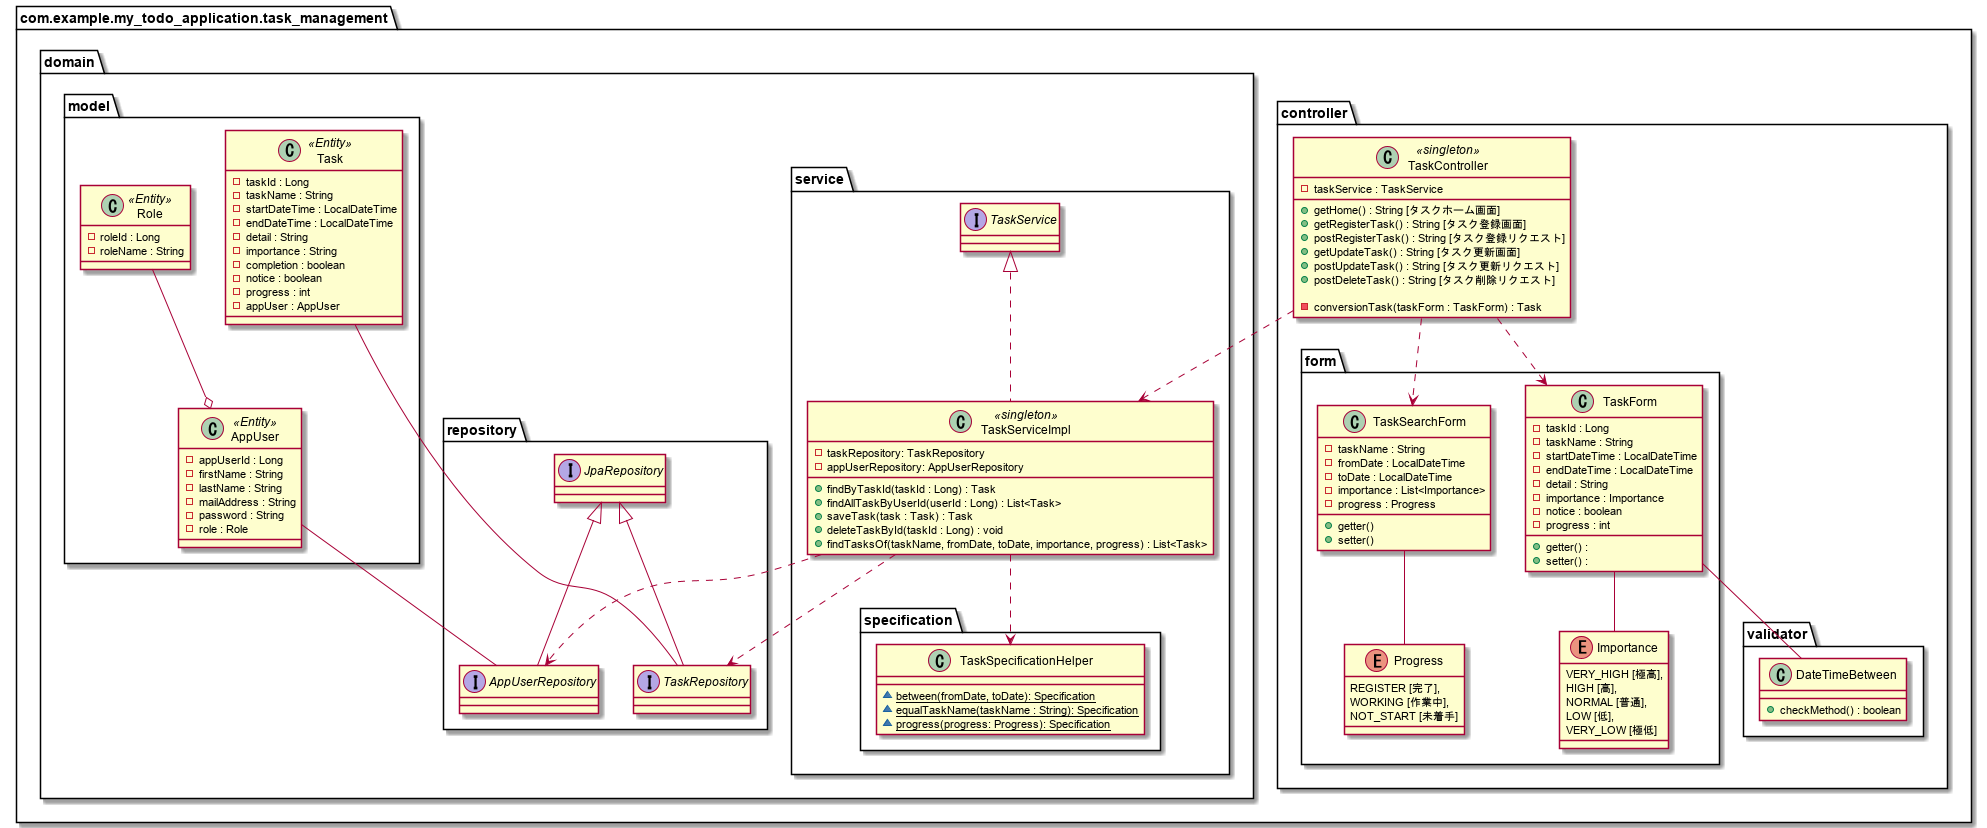 com.example.my_todo_application.task_management
domain
model
«Entity»
Task
taskId : Long
taskName : String
startDateTime : LocalDateTime
endDateTime : LocalDateTime
detail : String
importance : String
completion : boolean
notice : boolean
progress : int
appUser : AppUser
«Entity»
Role
roleId : Long
roleName : String
«Entity»
AppUser
appUserId : Long
firstName : String
lastName : String
mailAddress : String
password : String
role : Role
repository
JpaRepository
AppUserRepository
TaskRepository
service
TaskService
«singleton»
TaskServiceImpl
taskRepository: TaskRepository
appUserRepository: AppUserRepository
findByTaskId(taskId : Long) : Task
findAllTaskByUserId(userId : Long) : List<Task>
saveTask(task : Task) : Task
deleteTaskById(taskId : Long) : void
findTasksOf(taskName, fromDate, toDate, importance, progress) : List<Task>
specification
TaskSpecificationHelper
between(fromDate, toDate): Specification
equalTaskName(taskName : String): Specification
progress(progress: Progress): Specification
controller
«singleton»
TaskController
taskService : TaskService
getHome() : String [タスクホーム画面]
getRegisterTask() : String [タスク登録画面]
postRegisterTask() : String [タスク登録リクエスト]
getUpdateTask() : String [タスク更新画面]
postUpdateTask() : String [タスク更新リクエスト]
postDeleteTask() : String [タスク削除リクエスト]
conversionTask(taskForm : TaskForm) : Task
form
TaskSearchForm
taskName : String
fromDate : LocalDateTime
toDate : LocalDateTime
importance : List<Importance>
progress : Progress
getter()
setter()
TaskForm
taskId : Long
taskName : String
startDateTime : LocalDateTime
endDateTime : LocalDateTime
detail : String
importance : Importance
notice : boolean
progress : int
getter() :
setter() :
Progress
REGISTER [完了],
WORKING [作業中],
NOT_START [未着手]
Importance
VERY_HIGH [極高],
HIGH [高],
NORMAL [普通],
LOW [低],
VERY_LOW [極低]
validator
DateTimeBetween
checkMethod() : boolean